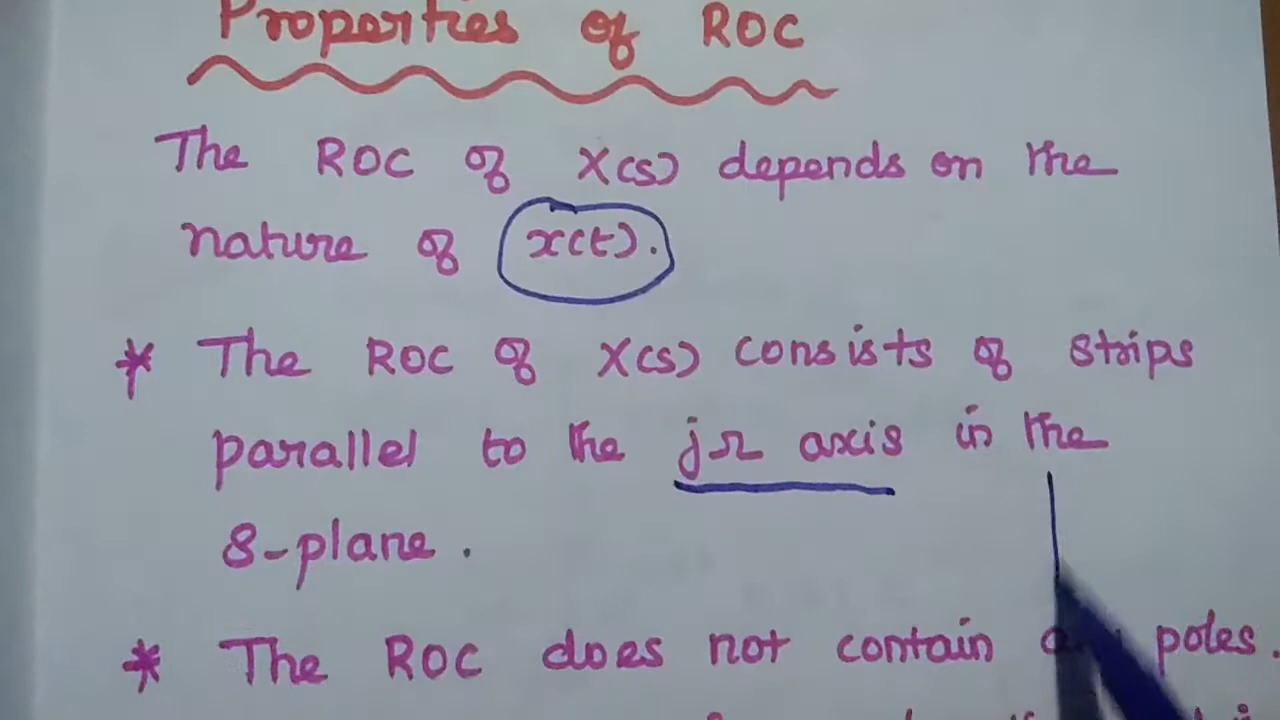 Properties of ROC
The ROC of X(s) depends on the
nature of x(t).
* The ROC of X(s) consists of strips
parallel to the jΩ axis in the
s-plane.
* The ROC does not contain any poles.